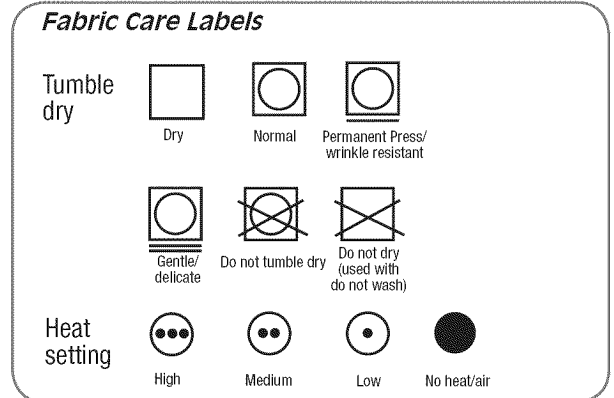 Fabric Care Labels
Tumble
dry
Dry
Normal
Permanent Press/
wrinkle resistant
Gentle/
delicate
Do not tumble dry
Do not dry
(used with
do not wash)
Heat
setting
High
Medium
Low
No heat/air